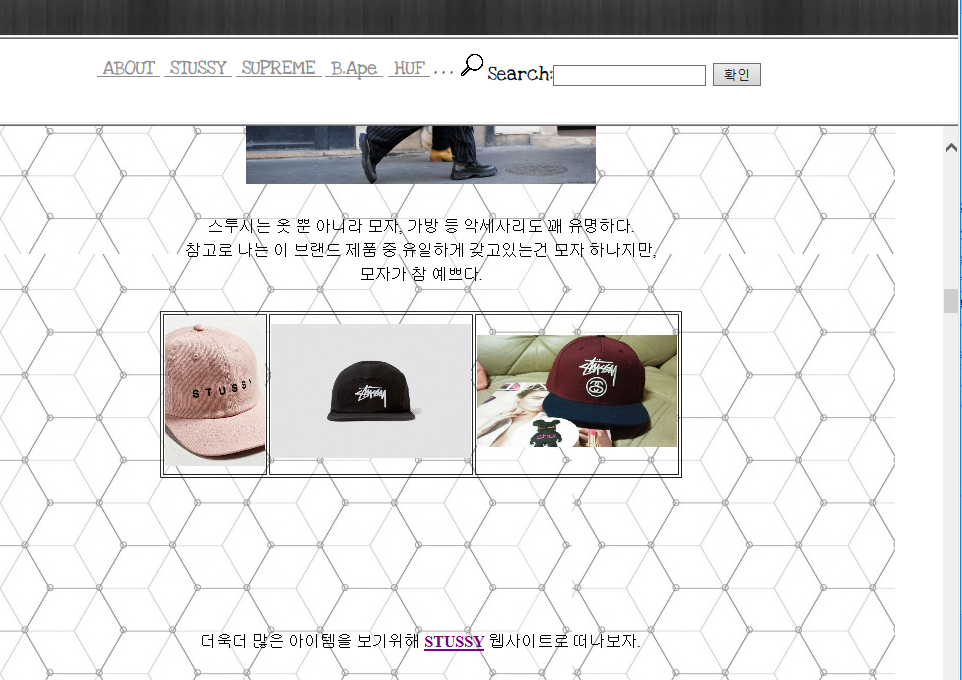 ABOUT STUSSY SUPREME B.Ape HUF ... Search: 확인
스투시는 옷 뿐 아니라 모자, 가방 등 악세사리도 꽤 유명하다.
참고로 나는 이 브랜드 제품 중 유일하게 갖고있는건 모자 하나지만,
모자가 참 예쁘다.
STUSSY
Stüssy
Stüssy
더욱더 많은 아이템을 보기위해 STUSSY 웹사이트로 떠나보자.